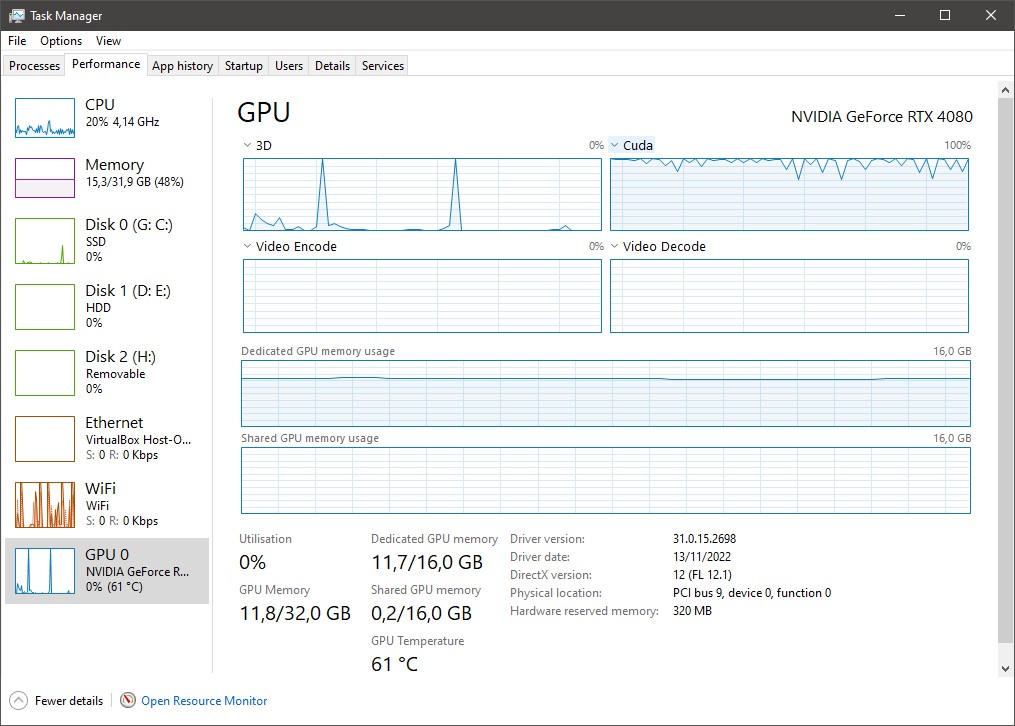 Task Manager
File Options View
Processes Performance App history Startup Users Details Services
CPU
20% 4,14 GHz
Memory
15,3/31,9 GB (48%)
Disk 0 (G: C:)
SSD
0%
Disk 1 (D: E:)
HDD
0%
Disk 2 (H:)
Removable
0%
Ethernet
VirtualBox Host-O...
S: 0 R: 0 Kbps
WiFi
WiFi
S: 0 R: 0 Kbps
GPU 0
NVIDIA GeForce R...
0% (61 °C)
GPU
NVIDIA GeForce RTX 4080
3D 0%
Cuda 100%
Video Encode 0%
Video Decode 0%
Dedicated GPU memory usage 16,0 GB
Shared GPU memory usage 16,0 GB
Utilisation
0%
GPU Memory
11,8/32,0 GB
Dedicated GPU memory
11,7/16,0 GB
Shared GPU memory
0,2/16,0 GB
GPU Temperature
61 °C
Driver version: 31.0.15.2698
Driver date: 13/11/2022
DirectX version: 12 (FL 12.1)
Physical location: PCI bus 9, device 0, function 0
Hardware reserved memory: 320 MB
Fewer details
Open Resource Monitor